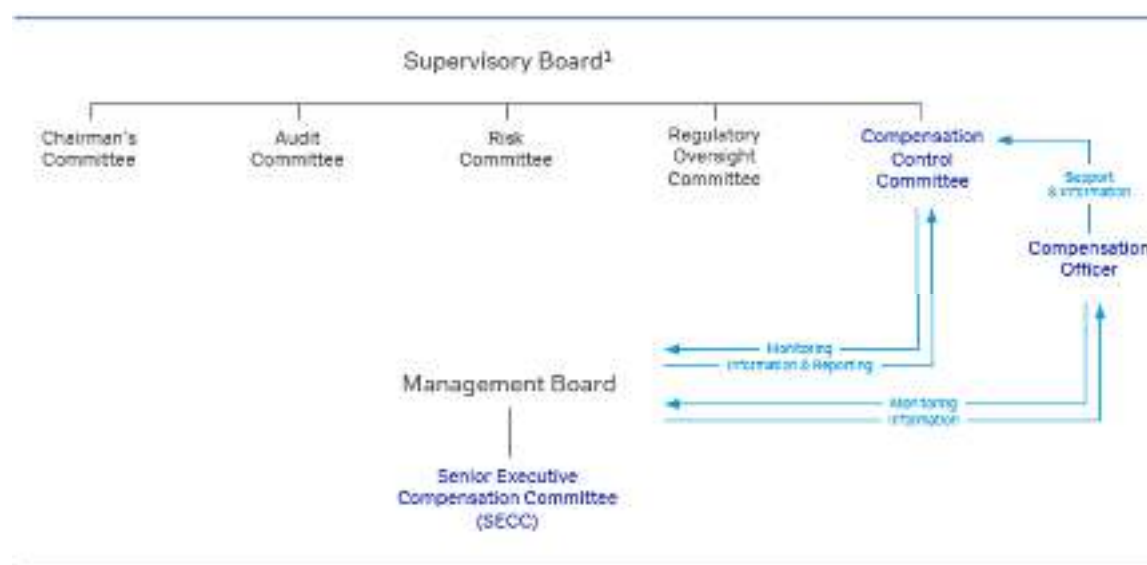 Supervisory Board¹
Chairman's
Committee
Audit
Committee
Risk
Committee
Regulatory
Oversight
Committee
Compensation
Control
Committee
Support
& Information
Compensation
Officer
Monitoring
Information & Reporting
Management Board
Monitoring
Information
Senior Executive
Compensation Committee
(SECC)